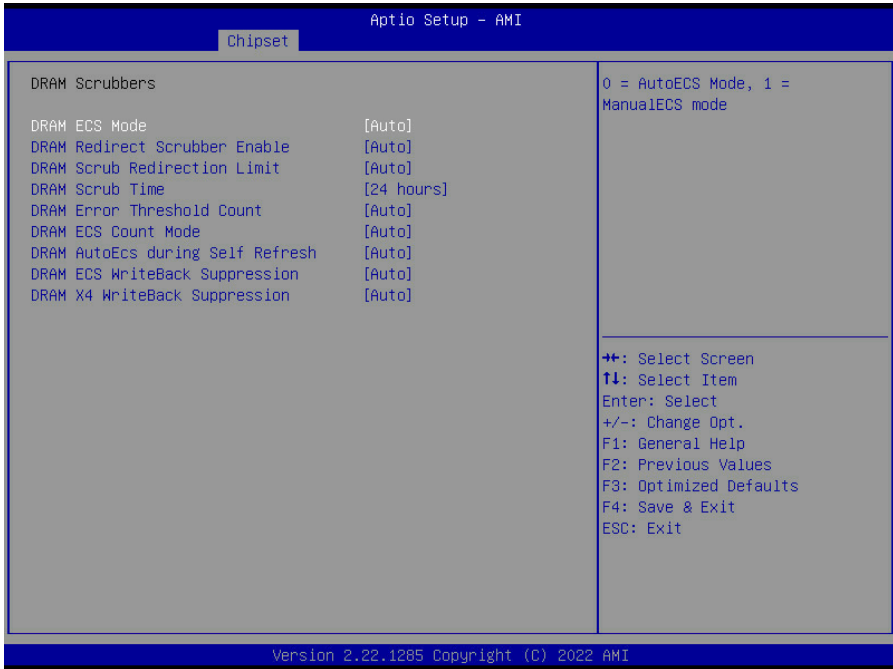 Aptio Setup – AMI
Chipset
DRAM Scrubbers
DRAM ECS Mode [Auto]
DRAM Redirect Scrubber Enable [Auto]
DRAM Scrub Redirection Limit [Auto]
DRAM Scrub Time [24 hours]
DRAM Error Threshold Count [Auto]
DRAM ECS Count Mode [Auto]
DRAM AutoEcs during Self Refresh [Auto]
DRAM ECS WriteBack Suppression [Auto]
DRAM X4 WriteBack Suppression [Auto]
0 = AutoECS Mode, 1 =
ManualECS mode
→←: Select Screen
↑↓: Select Item
Enter: Select
+/-: Change Opt.
F1: General Help
F2: Previous Values
F3: Optimized Defaults
F4: Save & Exit
ESC: Exit
Version 2.22.1285 Copyright (C) 2022 AMI